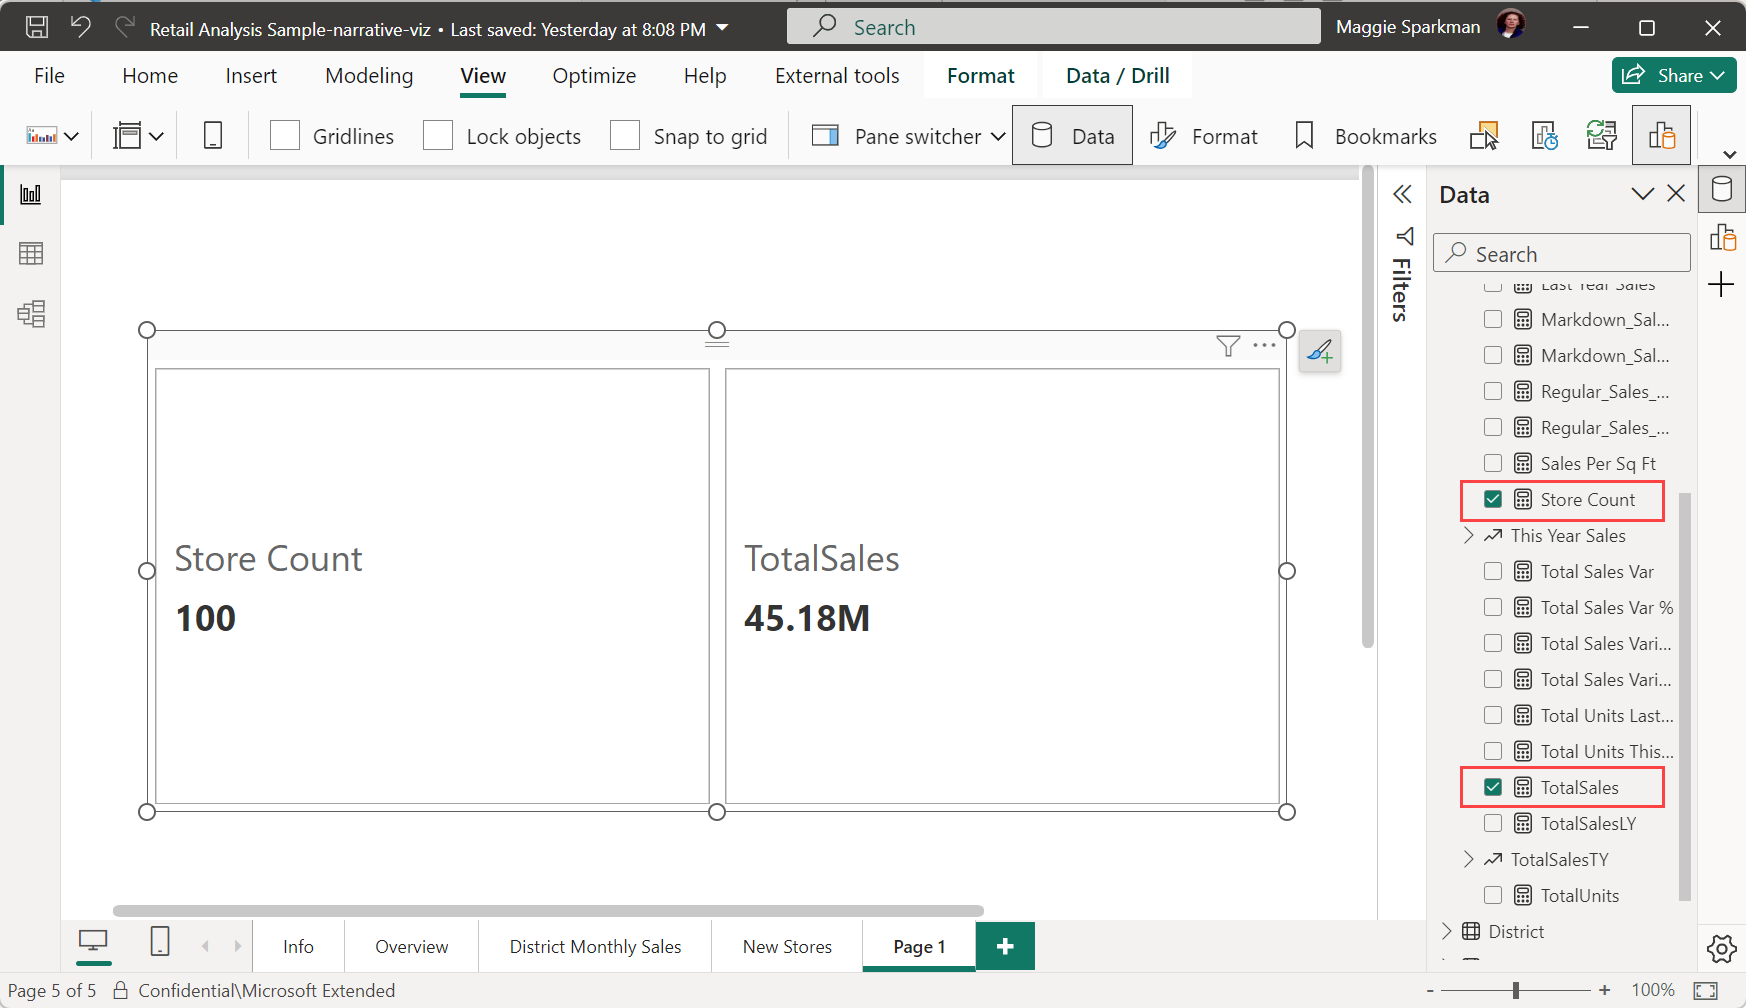 Retail Analysis Sample-narrative-viz • Last saved: Yesterday at 8:08 PM
Search
Maggie Sparkman
File
Home
Insert
Modeling
View
Optimize
Help
External tools
Format
Data / Drill
Share
Gridlines
Lock objects
Snap to grid
Pane switcher
Data
Format
Bookmarks
Store Count
100
TotalSales
45.18M
Filters
Data
Search
Last Year Sales
Markdown_Sal...
Markdown_Sal...
Regular_Sales_...
Regular_Sales_...
Sales Per Sq Ft
Store Count
This Year Sales
Total Sales Var
Total Sales Var %
Total Sales Vari...
Total Sales Vari...
Total Units Last...
Total Units This...
TotalSales
TotalSalesLY
TotalSalesTY
TotalUnits
District
Info
Overview
District Monthly Sales
New Stores
Page 1
Page 5 of 5
Confidential\Microsoft Extended
- + 100%